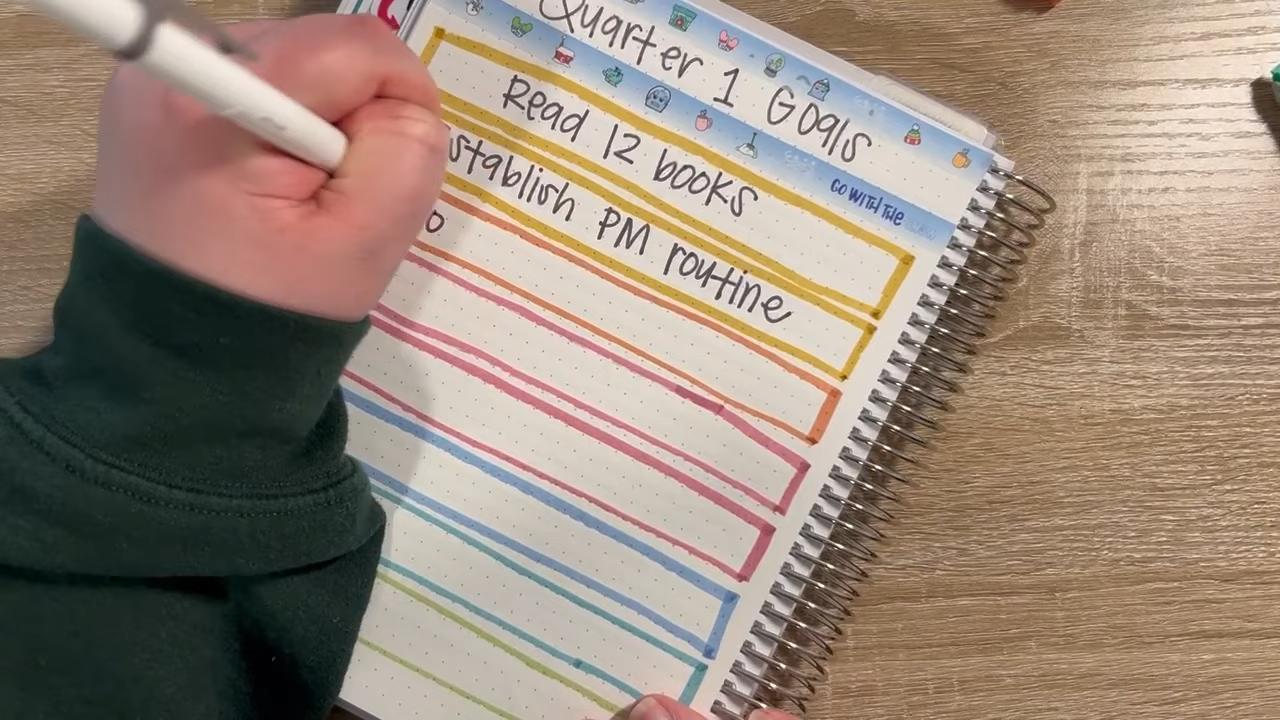 Quarter 1 Goals
GO WITH THE
Read 12 books
stablish PM routine
o